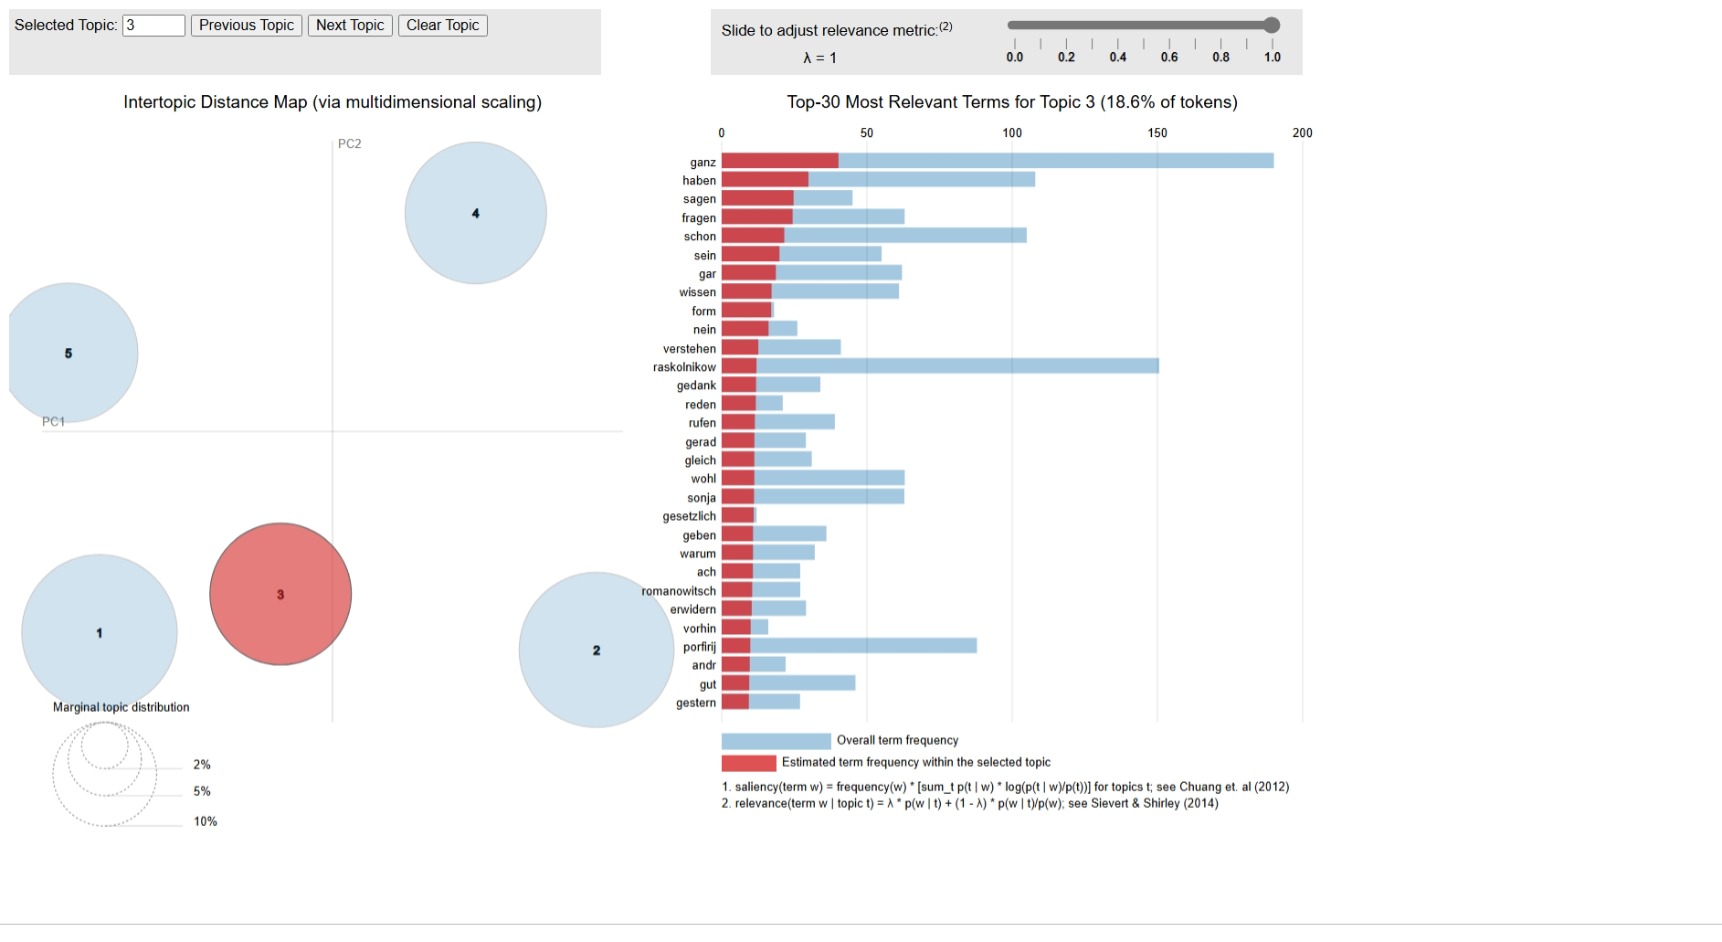 Selected Topic: 3 Previous Topic Next Topic Clear Topic
Slide to adjust relevance metric:(2)
λ = 1
0.0 0.2 0.4 0.6 0.8 1.0
Intertopic Distance Map (via multidimensional scaling)
PC2
4
5
PC1
3
1
2
Marginal topic distribution
2%
5%
10%
Top-30 Most Relevant Terms for Topic 3 (18.6% of tokens)
0 50 100 150 200
ganz
haben
sagen
fragen
schon
sein
gar
wissen
form
nein
verstehen
raskolnikow
gedank
reden
rufen
gerad
gleich
wohl
sonja
gesetzlich
geben
warum
ach
romanowitsch
erwidern
vorhin
porfirij
andr
gut
gestern
Overall term frequency
Estimated term frequency within the selected topic
1. saliency(term w) = frequency(w) * [sum_t p(t | w) * log(p(t | w)/p(t))] for topics t; see Chuang et. al (2012)
2. relevance(term w | topic t) = λ * p(w | t) + (1 - λ) * p(w | t)/p(w); see Sievert & Shirley (2014)